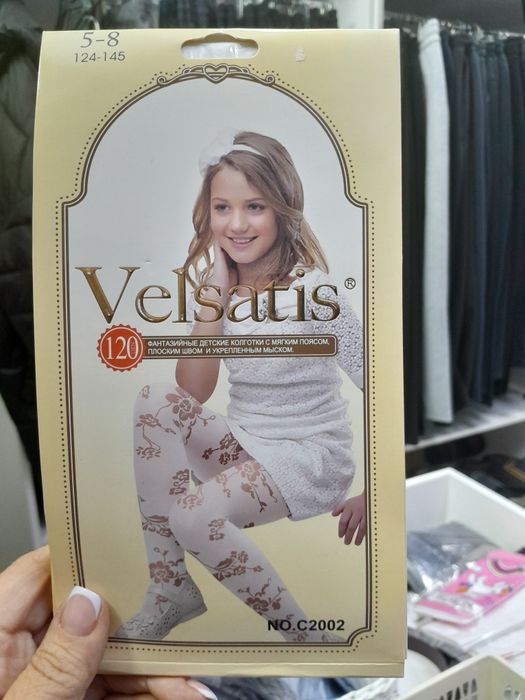 5-8
124-145
Velsatis®
120
ФАНТАЗИЙНЫЕ ДЕТСКИЕ КОЛГОТКИ С МЯГКИМ ПОЯСОМ,
ПЛОСКИМ ШВОМ И УКРЕПЛЕННЫМ МЫСКОМ.
NO.C2002